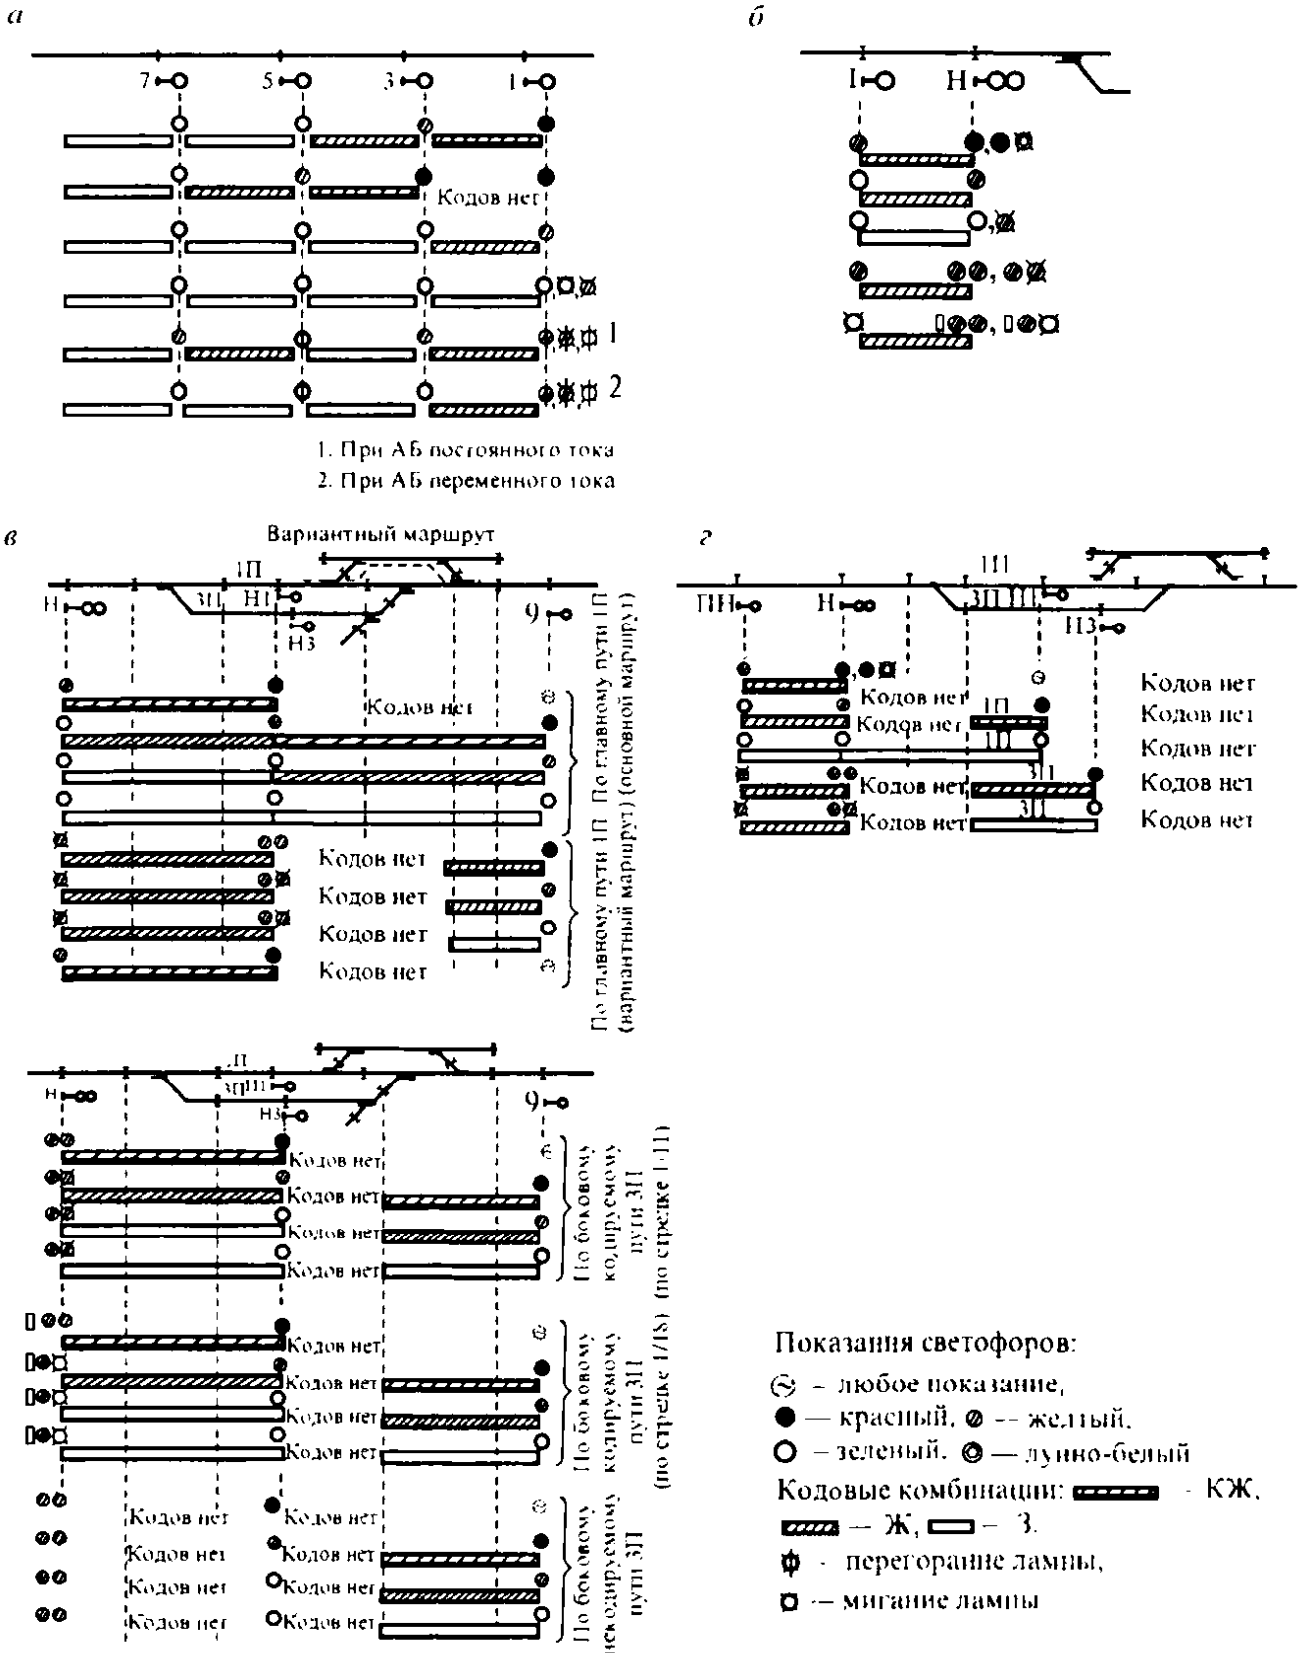 а
7
5
3
1
Кодов нет
1
2
1. При АБ постоянного тока
2. При АБ переменного тока
б
I
Н
в
Вариантный маршрут
1П
3П
Н
Н1
Н3
9
Кодов нет
Кодов нет
Кодов нет
Кодов нет
Кодов нет
По главному пути 1П
(основной маршрут)
По главному пути 1П
(вариантный маршрут)
г
1П
3П
ПН
Н
Н3
Кодов нет
Кодов нет
1П
Кодов нет
Кодов нет
Кодов нет
Кодов нет
3П
Кодов нет
Кодов нет
3П
Кодов нет
1П
3П
Н
Н3
9
Кодов нет
Кодов нет
Кодов нет
Кодов нет
По боковому
кодируемому
пути 3П
(по стрелке 1/11)
Кодов нет
Кодов нет
Кодов нет
Кодов нет
По боковому
кодируемому
пути 3П
(по стрелке 1/18)
Кодов нет
Кодов нет
Кодов нет
Кодов нет
Кодов нет
Кодов нет
Кодов нет
Кодов нет
По боковому
некодируемому
пути 3П
Показания светофоров:
– любое показание,
— красный, -- желтый,
– зеленый. — лунно-белый
Кодовые комбинации: - КЖ,
— Ж, – З.
- перегорание лампы,
— мигание лампы